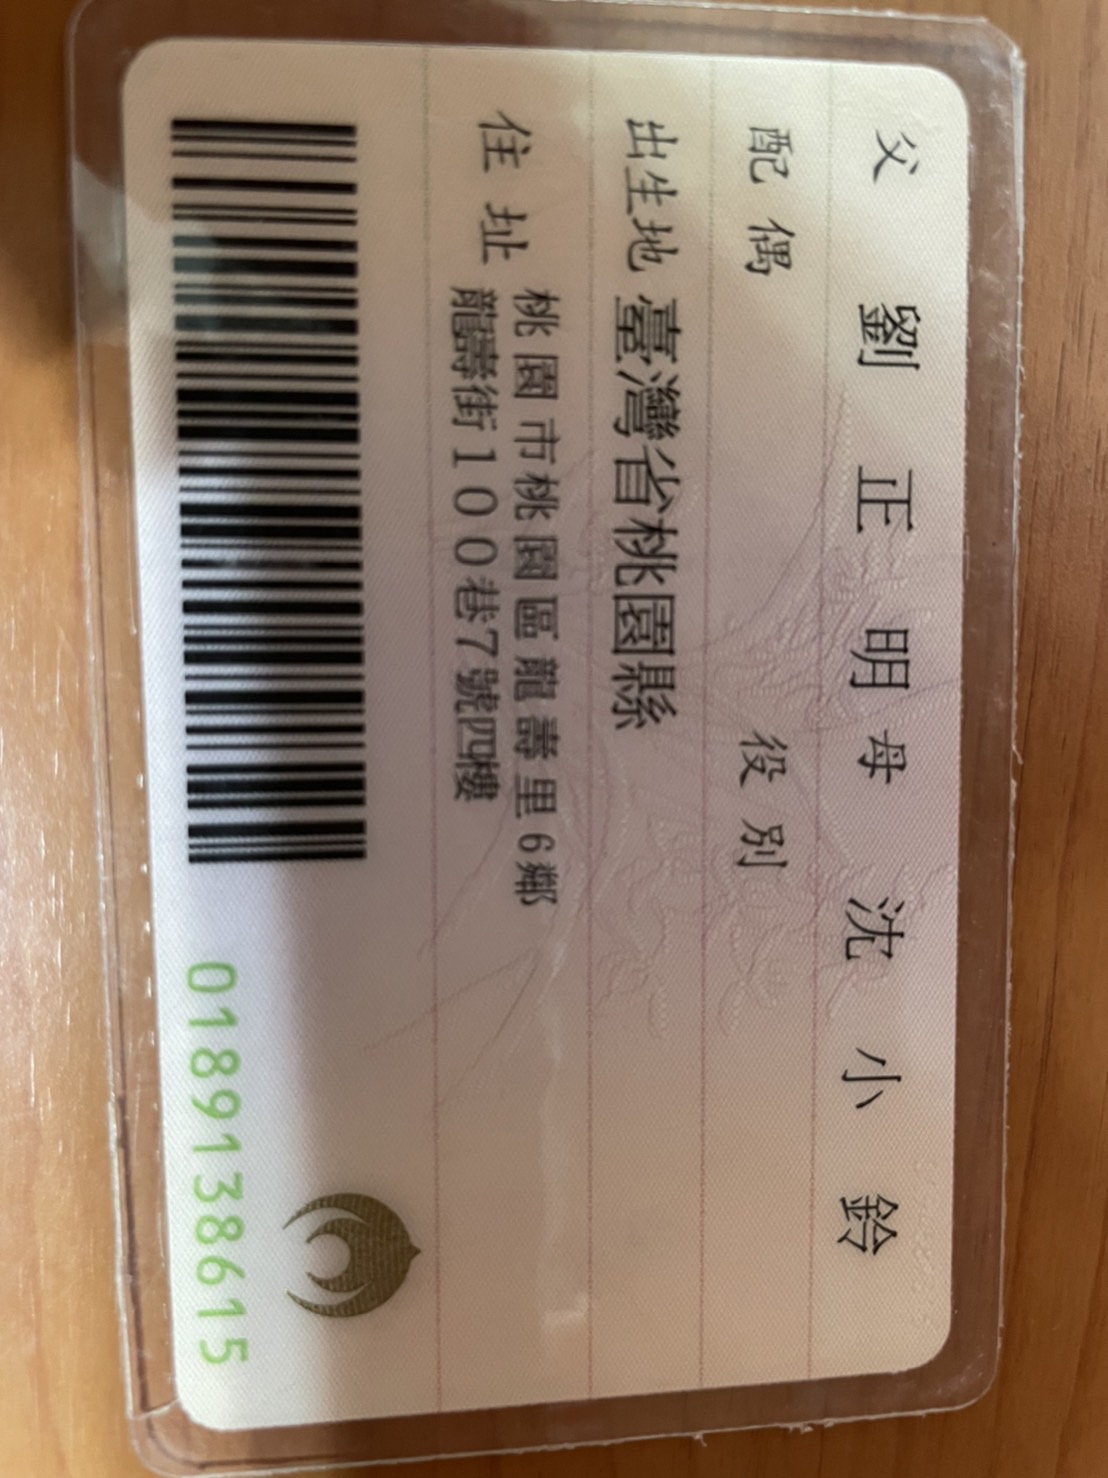 父 劉正明 母 沈小鈴
配偶 役別
出生地 臺灣省桃園縣
住址 桃園市桃園區龍壽里6鄰
龍壽街100巷7號四樓
0189138615